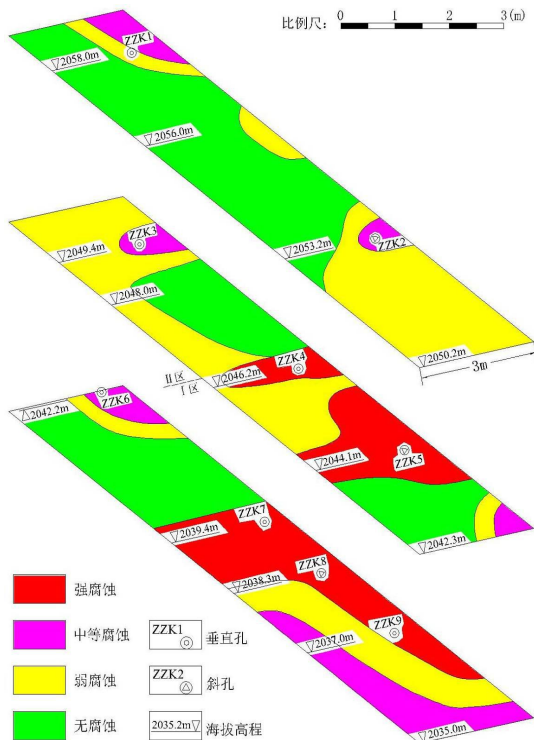 比例尺: 0 1 2 3(m)
ZZK1
▽2058.0m
▽2056.0m
ZZK2
▽2053.2m
▽2050.2m
3m
ZZK3
▽2049.4m
▽2048.0m
II区
I区
▽2046.2m
ZZK4
ZZK5
▽2044.1m
▽2042.3m
ZZK6
△2042.2m
ZZK7
▽2039.4m
ZZK8
▽2038.3m
ZZK9
▽2037.0m
▽2035.0m
强腐蚀
中等腐蚀
ZZK1 垂直孔
弱腐蚀
ZZK2 斜孔
无腐蚀
2035.2m▽ 海拔高程